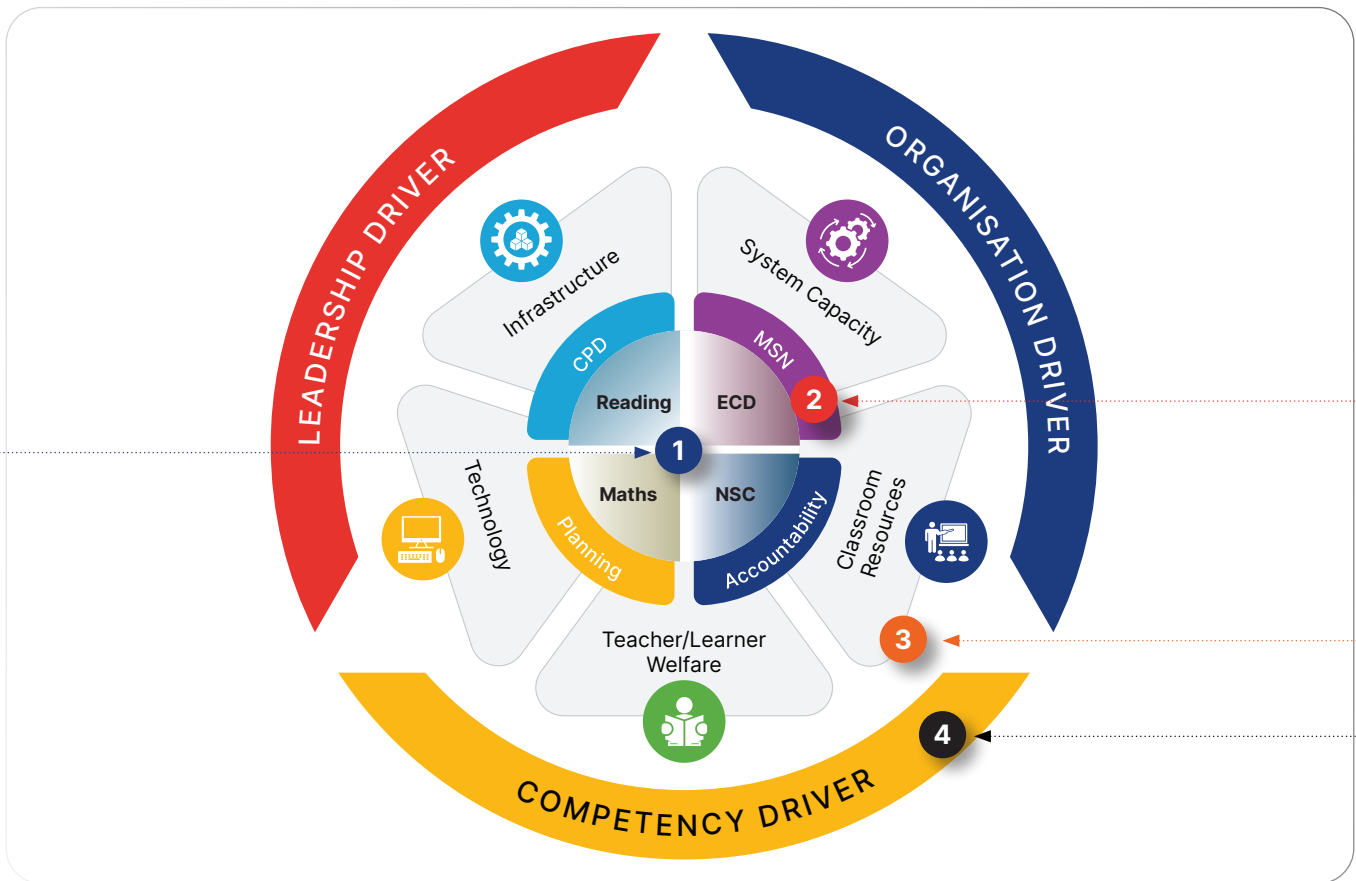 LEADERSHIP DRIVER
ORGANISATION DRIVER
Infrastructure
System Capacity
CPD
MSN
Reading
ECD
2
1
Maths
NSC
Technology
Planning
Accountability
Classroom
Resources
Teacher/Learner
Welfare
3
4
COMPETENCY DRIVER